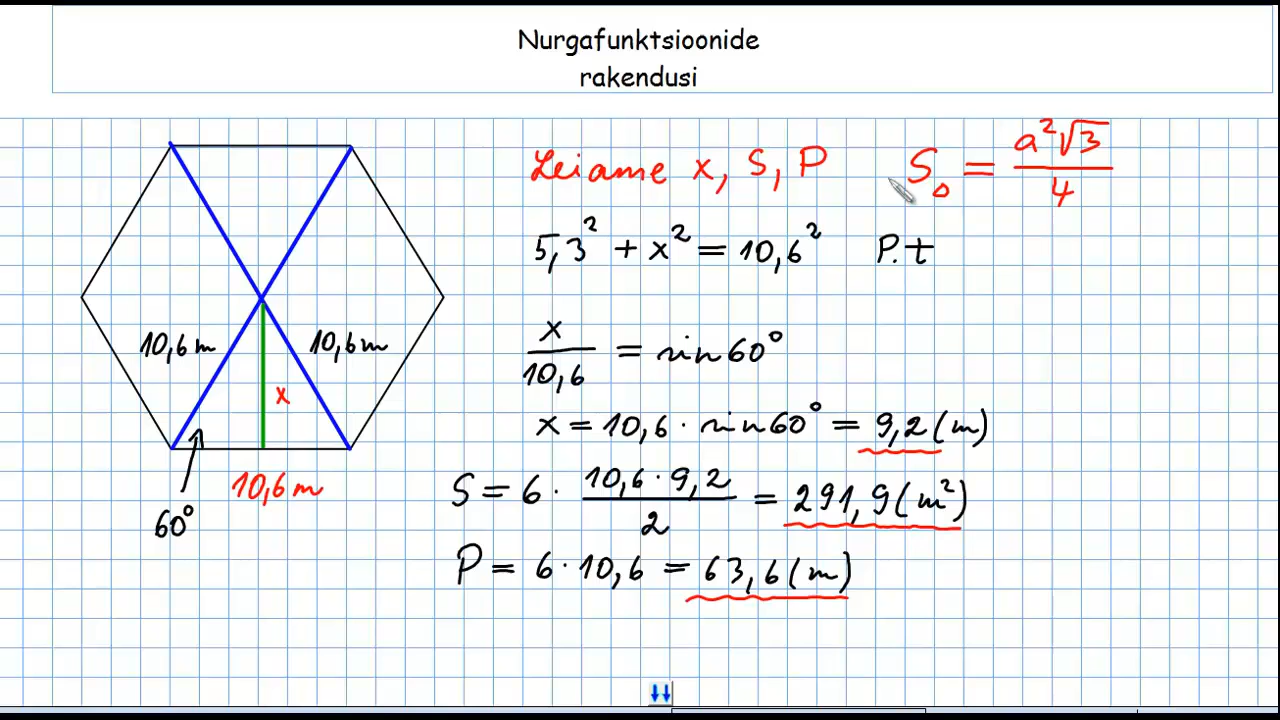 Nurgafunktsioonide
rakendusi
Leiame x, S, P
S△ = a²√3 / 4
5,3² + x² = 10,6²
P.t
x / 10,6 = sin 60°
x = 10,6 · sin 60° = 9,2 (m)
S = 6 · 10,6 · 9,2 / 2 = 291,9 (m²)
P = 6 · 10,6 = 63,6 (m)
10,6 m
10,6 m
x
10,6 m
60°